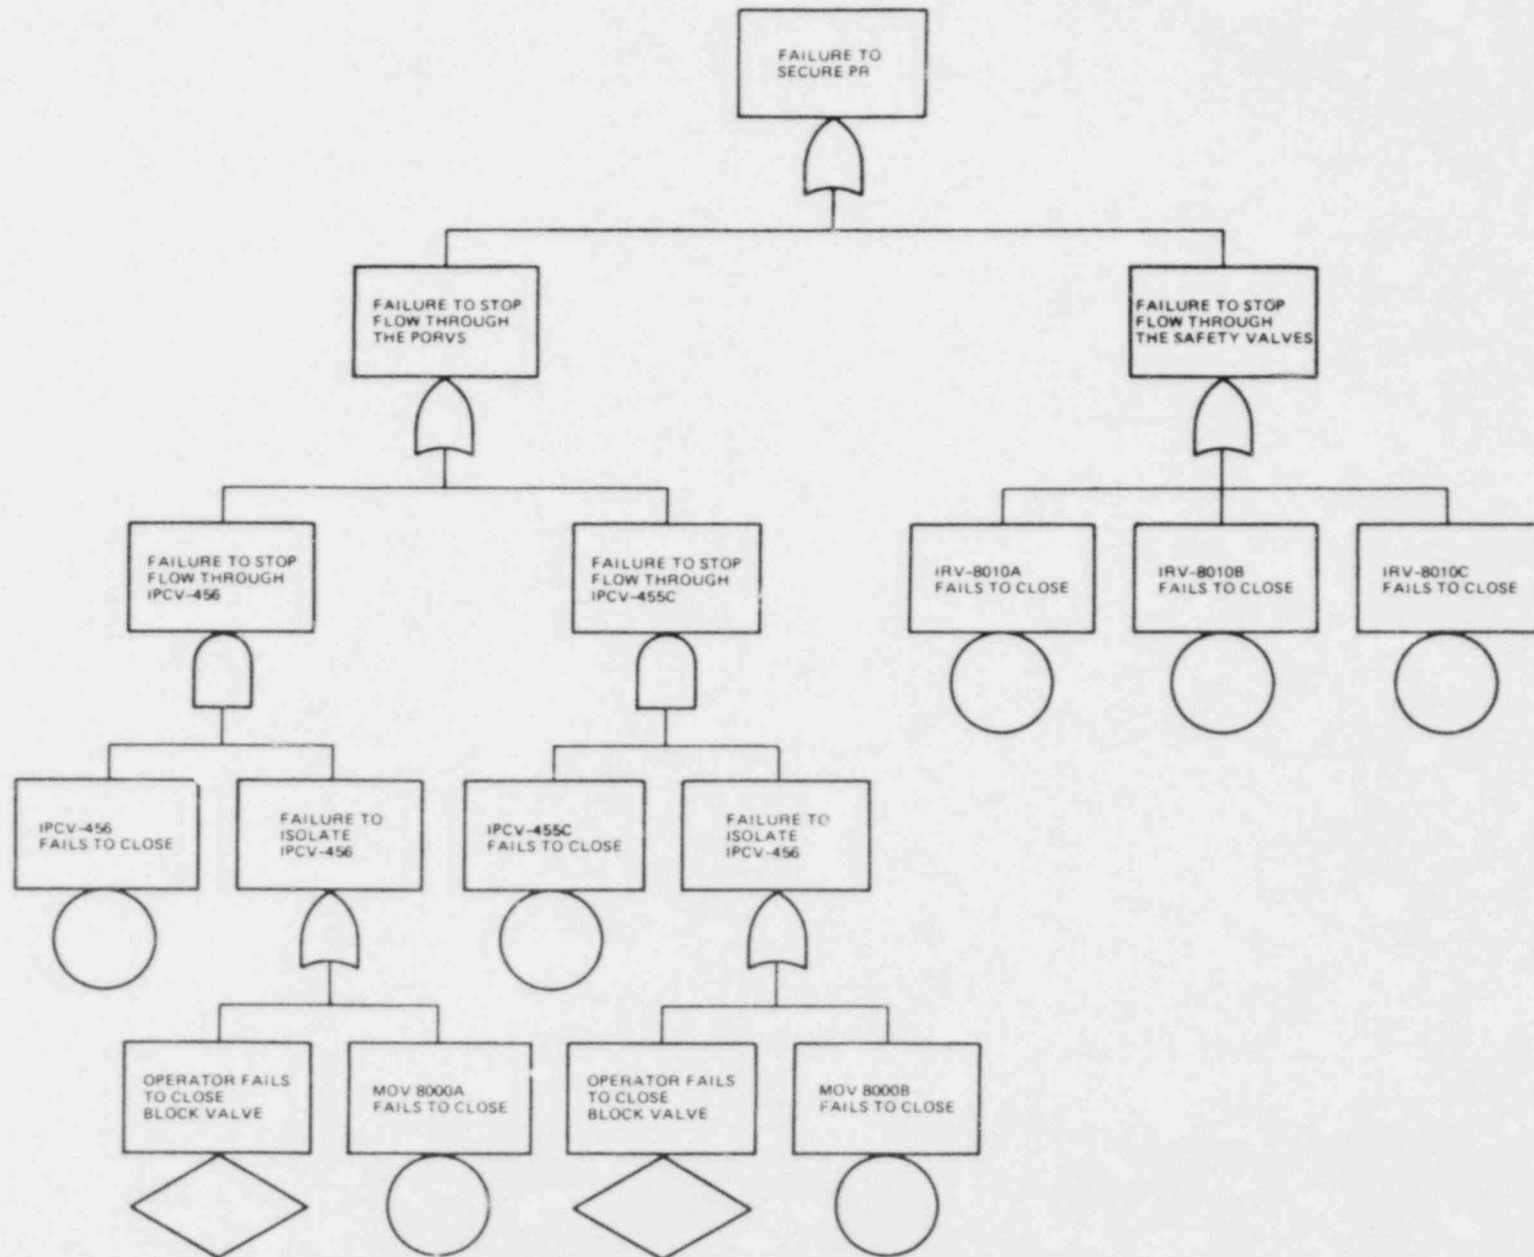 FAILURE TO
SECURE PR
FAILURE TO STOP
FLOW THROUGH
THE PORVS
FAILURE TO STOP
FLOW THROUGH
THE SAFETY VALVES
FAILURE TO STOP
FLOW THROUGH
IPCV-456
FAILURE TO STOP
FLOW THROUGH
IPCV-455C
IRV-8010A
FAILS TO CLOSE
IRV-8010B
FAILS TO CLOSE
IRV-8010C
FAILS TO CLOSE
IPCV-456
FAILS TO CLOSE
FAILURE TO
ISOLATE
IPCV-456
IPCV-455C
FAILS TO CLOSE
FAILURE TO
ISOLATE
IPCV-456
OPERATOR FAILS
TO CLOSE
BLOCK VALVE
MOV 8000A
FAILS TO CLOSE
OPERATOR FAILS
TO CLOSE
BLOCK VALVE
MOV 8000B
FAILS TO CLOSE